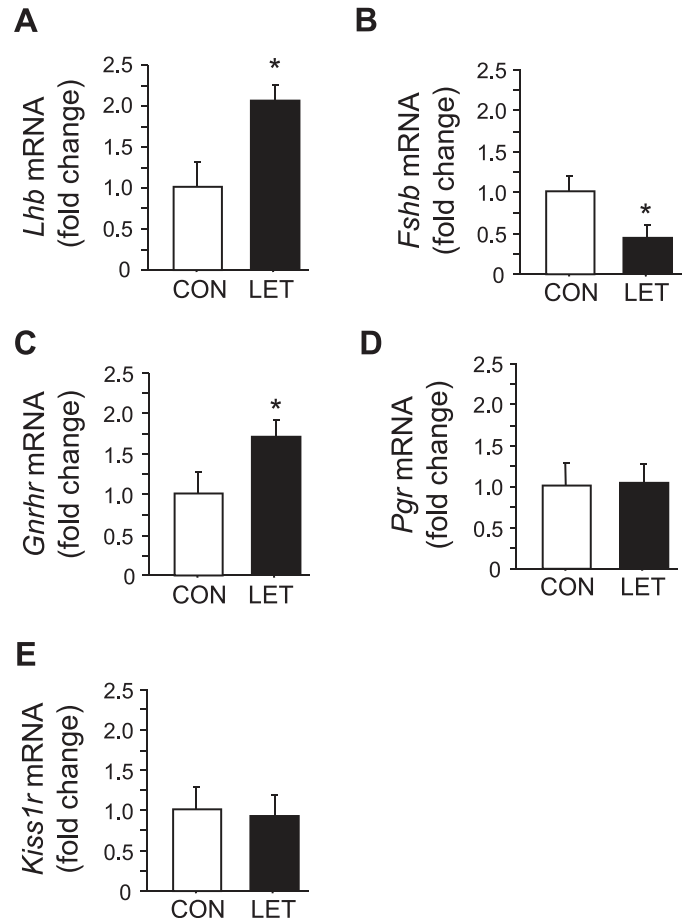 A
Lhb mRNA
(fold change)
2.5
2.0
1.5
1.0
0.5
0
*
CON LET
B
Fshb mRNA
(fold change)
2.5
2.0
1.5
1.0
0.5
0
*
CON LET
C
Gnrhr mRNA
(fold change)
2.5
2.0
1.5
1.0
0.5
0
*
CON LET
D
Pgr mRNA
(fold change)
2.5
2.0
1.5
1.0
0.5
0
CON LET
E
Kiss1r mRNA
(fold change)
2.5
2.0
1.5
1.0
0.5
0
CON LET